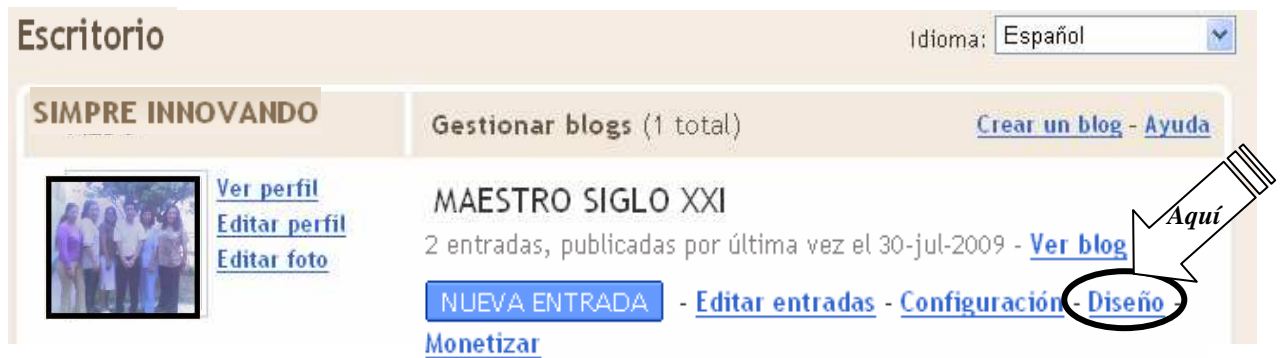 Escritorio
Idioma: Español
SIMPRE INNOVANDO
Gestionar blogs (1 total)
Crear un blog - Ayuda
Ver perfil
Editar perfil
Editar foto
MAESTRO SIGLO XXI
Aquí
2 entradas, publicadas por última vez el 30-jul-2009 - Ver blog
NUEVA ENTRADA - Editar entradas - Configuración - Diseño -
Monetizar